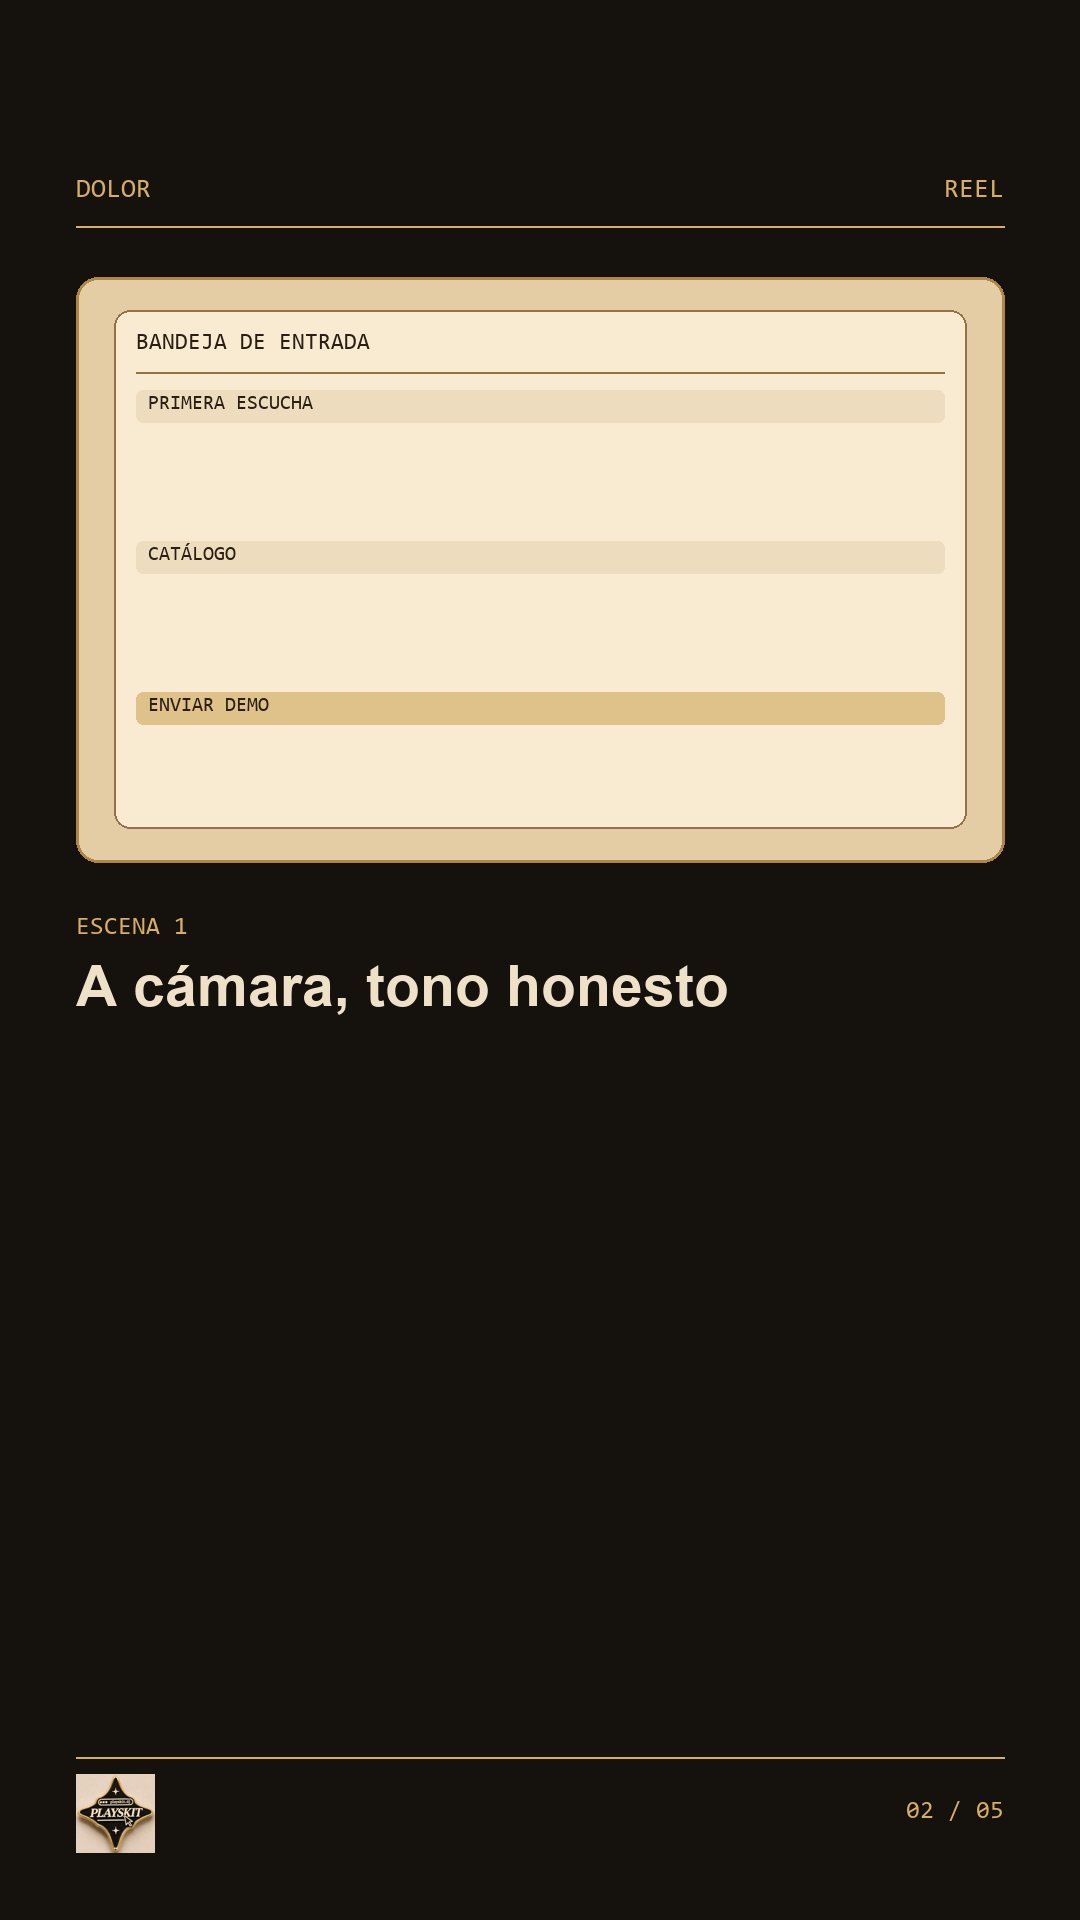 DOLOR
REEL
BANDEJA DE ENTRADA
PRIMERA ESCUCHA
CATÁLOGO
ENVIAR DEMO
ESCENA 1
A cámara, tono honesto
PLAYSKIT
02 / 05